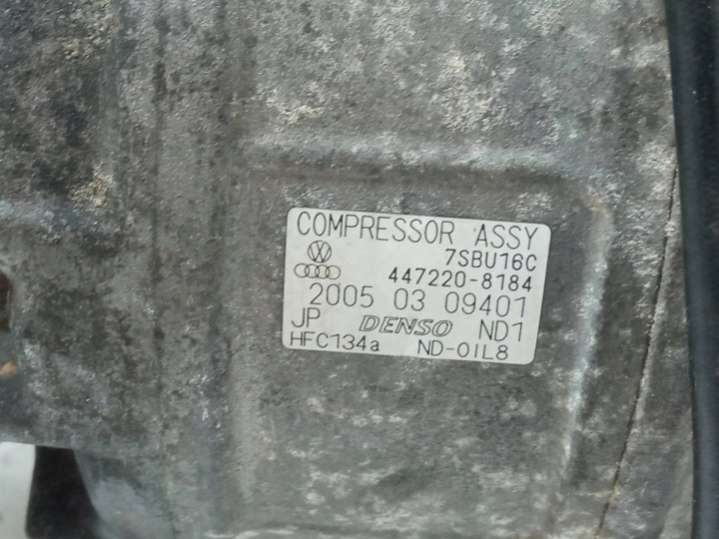 COMPRESSOR ASSY
7SBU16C
447220-8184
2005 03 09401
JP DENSO ND1
HFC134a ND-OIL8